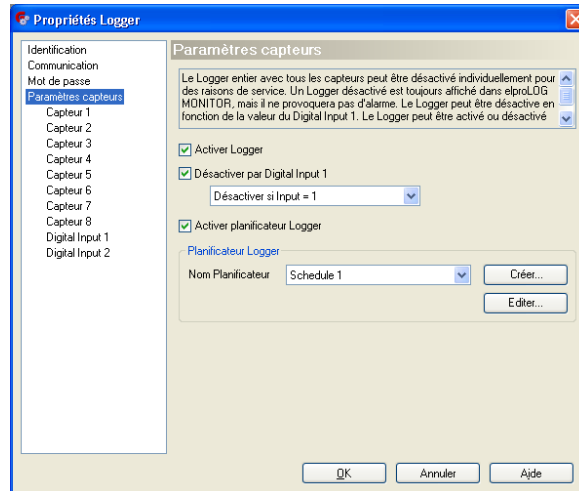 Propriétés Logger
Identification
Communication
Mot de passe
Paramètres capteurs
Capteur 1
Capteur 2
Capteur 3
Capteur 4
Capteur 5
Capteur 6
Capteur 7
Capteur 8
Digital Input 1
Digital Input 2
Paramètres capteurs
Le Logger entier avec tous les capteurs peut être désactivé individuellement pour
des raisons de service. Un Logger désactivé est toujours affiché dans elproLOG
MONITOR, mais il ne provoquera pas d'alarme. Le Logger peut être désactive en
fonction de la valeur du Digital Input 1. Le Logger peut être activé ou désactivé
Activer Logger
Désactiver par Digital Input 1
Désactiver si Input = 1
Activer planificateur Logger
Planificateur Logger
Nom Planificateur
Schedule 1
Créer...
Editer...
OK
Annuler
Aide